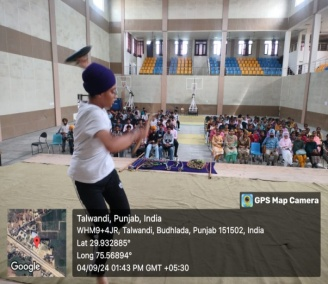 GPS Map Camera
Talwandi, Punjab, India
WHM9+4JR, Talwandi, Budhlada, Punjab 151502, India
Lat 29.932885°
Long 75.56894°
04/09/24 01:43 PM GMT +05:30
Google